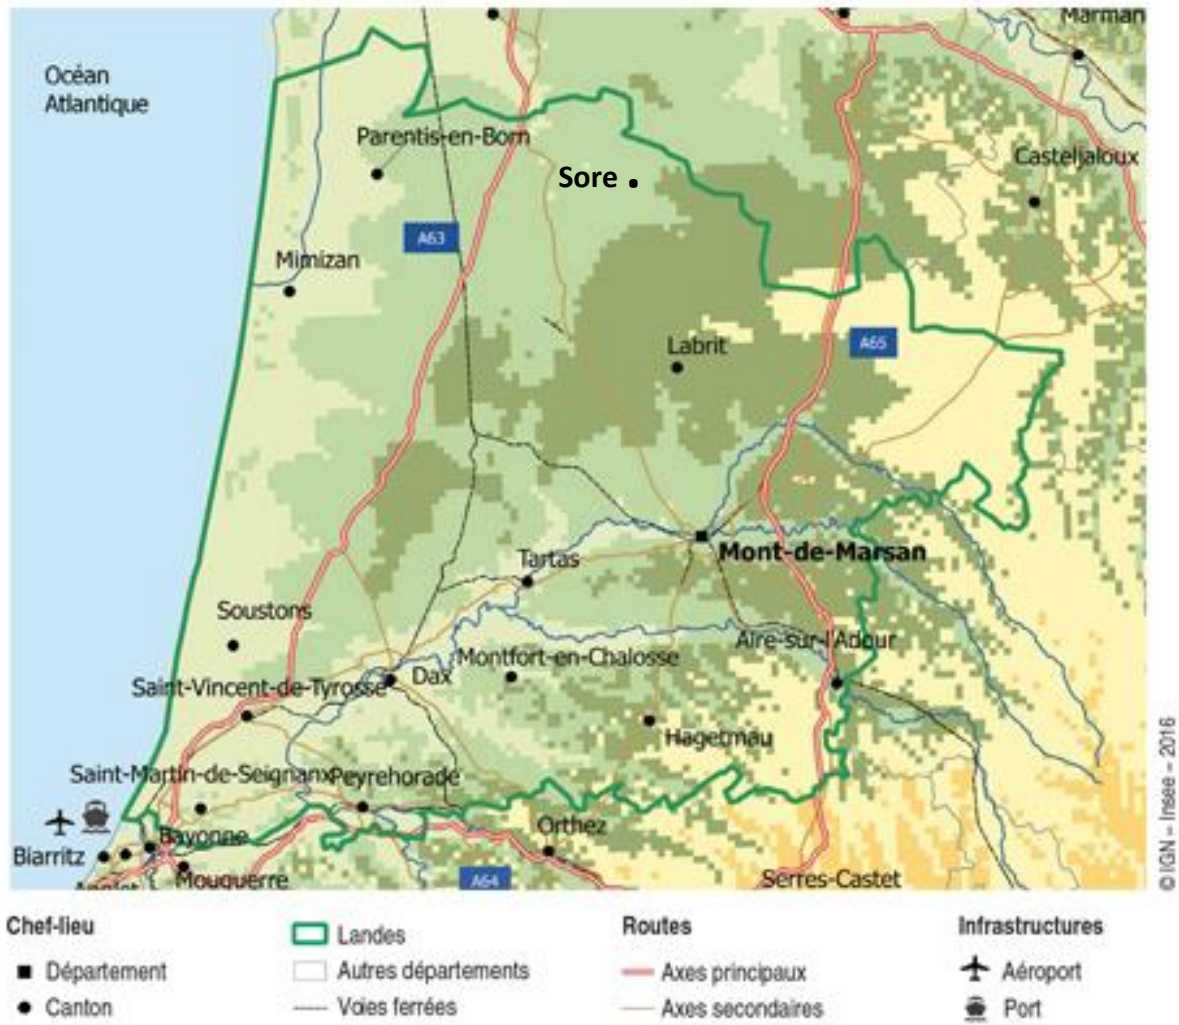 Marman
Océan
Atlantique
Parentis-en-Born
Casteljaloux
Sore
A63
Mimizan
A65
Labrit
Mont-de-Marsan
Tartas
Soustons
Aire-sur-l'Adour
Montfort-en-Chalosse
Dax
Saint-Vincent-de-Tyrosse
Hagetmau
Saint-Martin-de-Seignanx
Peyrehorade
Orthez
Bayonne
Biarritz
Anglet
Mouguerre
A64
Serres-Castet
© IGN – Insee – 2016
Chef-lieu
Département
Canton
Landes
Autres départements
Voies ferrées
Routes
Axes principaux
Axes secondaires
Infrastructures
Aéroport
Port